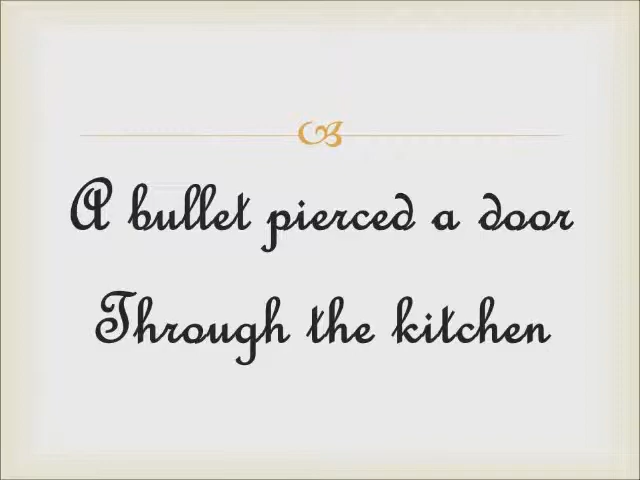 A bullet pierced a door
Through the kitchen